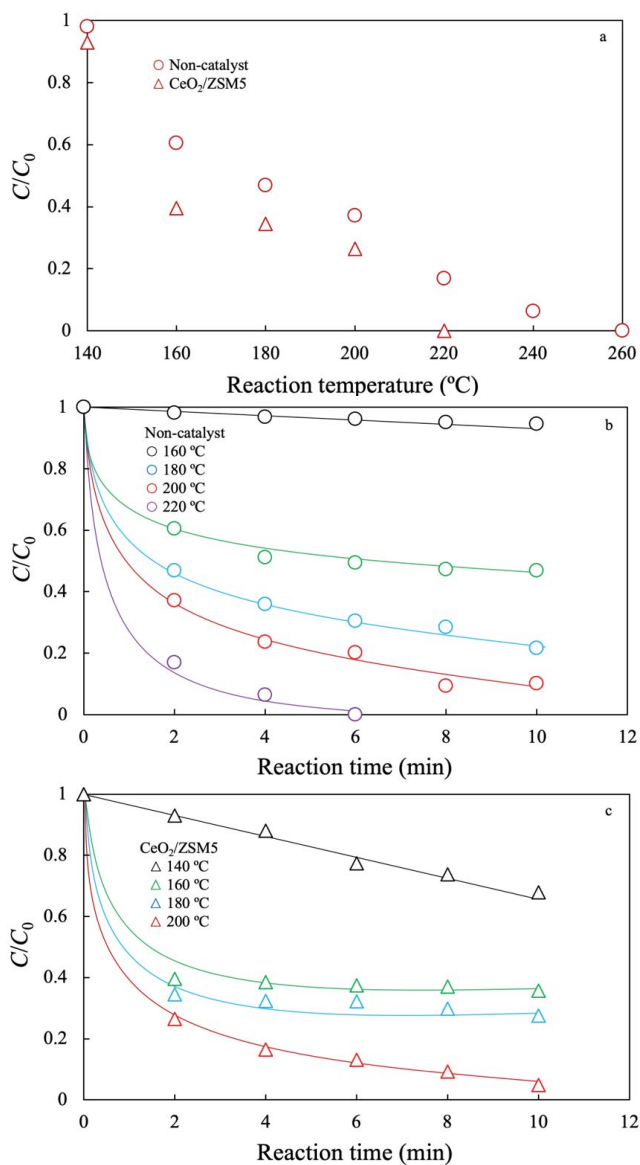 a
1
0.8
0.6
0.4
0.2
0
C/C₀
Non-catalyst
CeO₂/ZSM5
140 160 180 200 220 240 260
Reaction temperature (ºC)
b
1
0.8
0.6
0.4
0.2
0
C/C₀
Non-catalyst
160 ºC
180 ºC
200 ºC
220 ºC
0 2 4 6 8 10 12
Reaction time (min)
c
1
0.8
0.6
0.4
0.2
0
C/C₀
CeO₂/ZSM5
140 ºC
160 ºC
180 ºC
200 ºC
0 2 4 6 8 10 12
Reaction time (min)